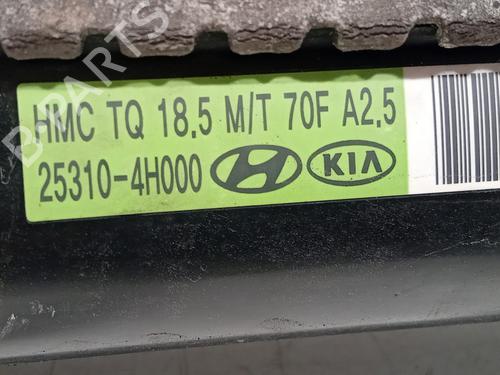 HMC TQ 18.5 M/T 70F A2.5
25310-4H000 KIA
B-PARTS